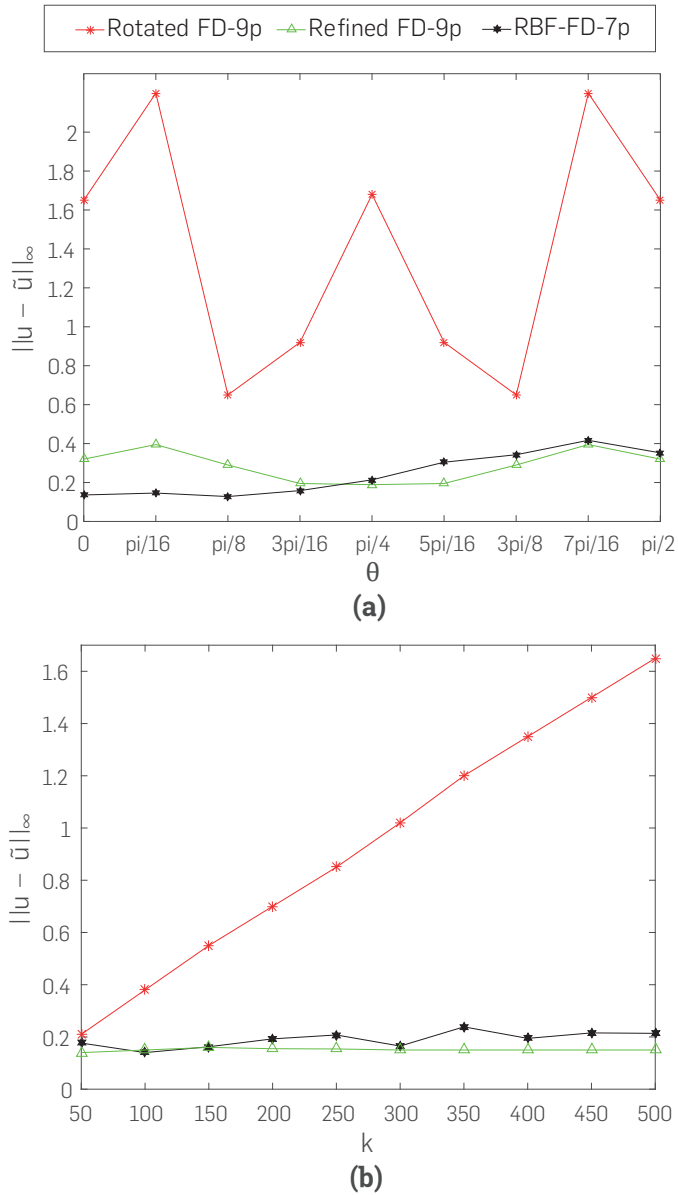 Rotated FD-9p Refined FD-9p RBF-FD-7p
2
1.8
1.6
1.4
1.2
1
0.8
0.6
0.4
0.2
0
||u − ũ||∞
0 pi/16 pi/8 3pi/16 pi/4 5pi/16 3pi/8 7pi/16 pi/2
θ
(a)
1.6
1.4
1.2
1
0.8
0.6
0.4
0.2
0
||u − ũ||∞
50 100 150 200 250 300 350 400 450 500
k
(b)